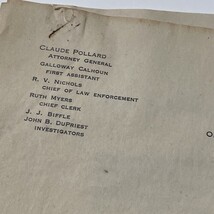 CLAUDE POLLARD
ATTORNEY GENERAL
GALLOWAY CALHOUN
FIRST ASSISTANT
R. V. NICHOLS
CHIEF OF LAW ENFORCEMENT
RUTH MYERS
CHIEF CLERK
J. J. BIFFLE
JOHN B. DUPRIEST
INVESTIGATORS
O